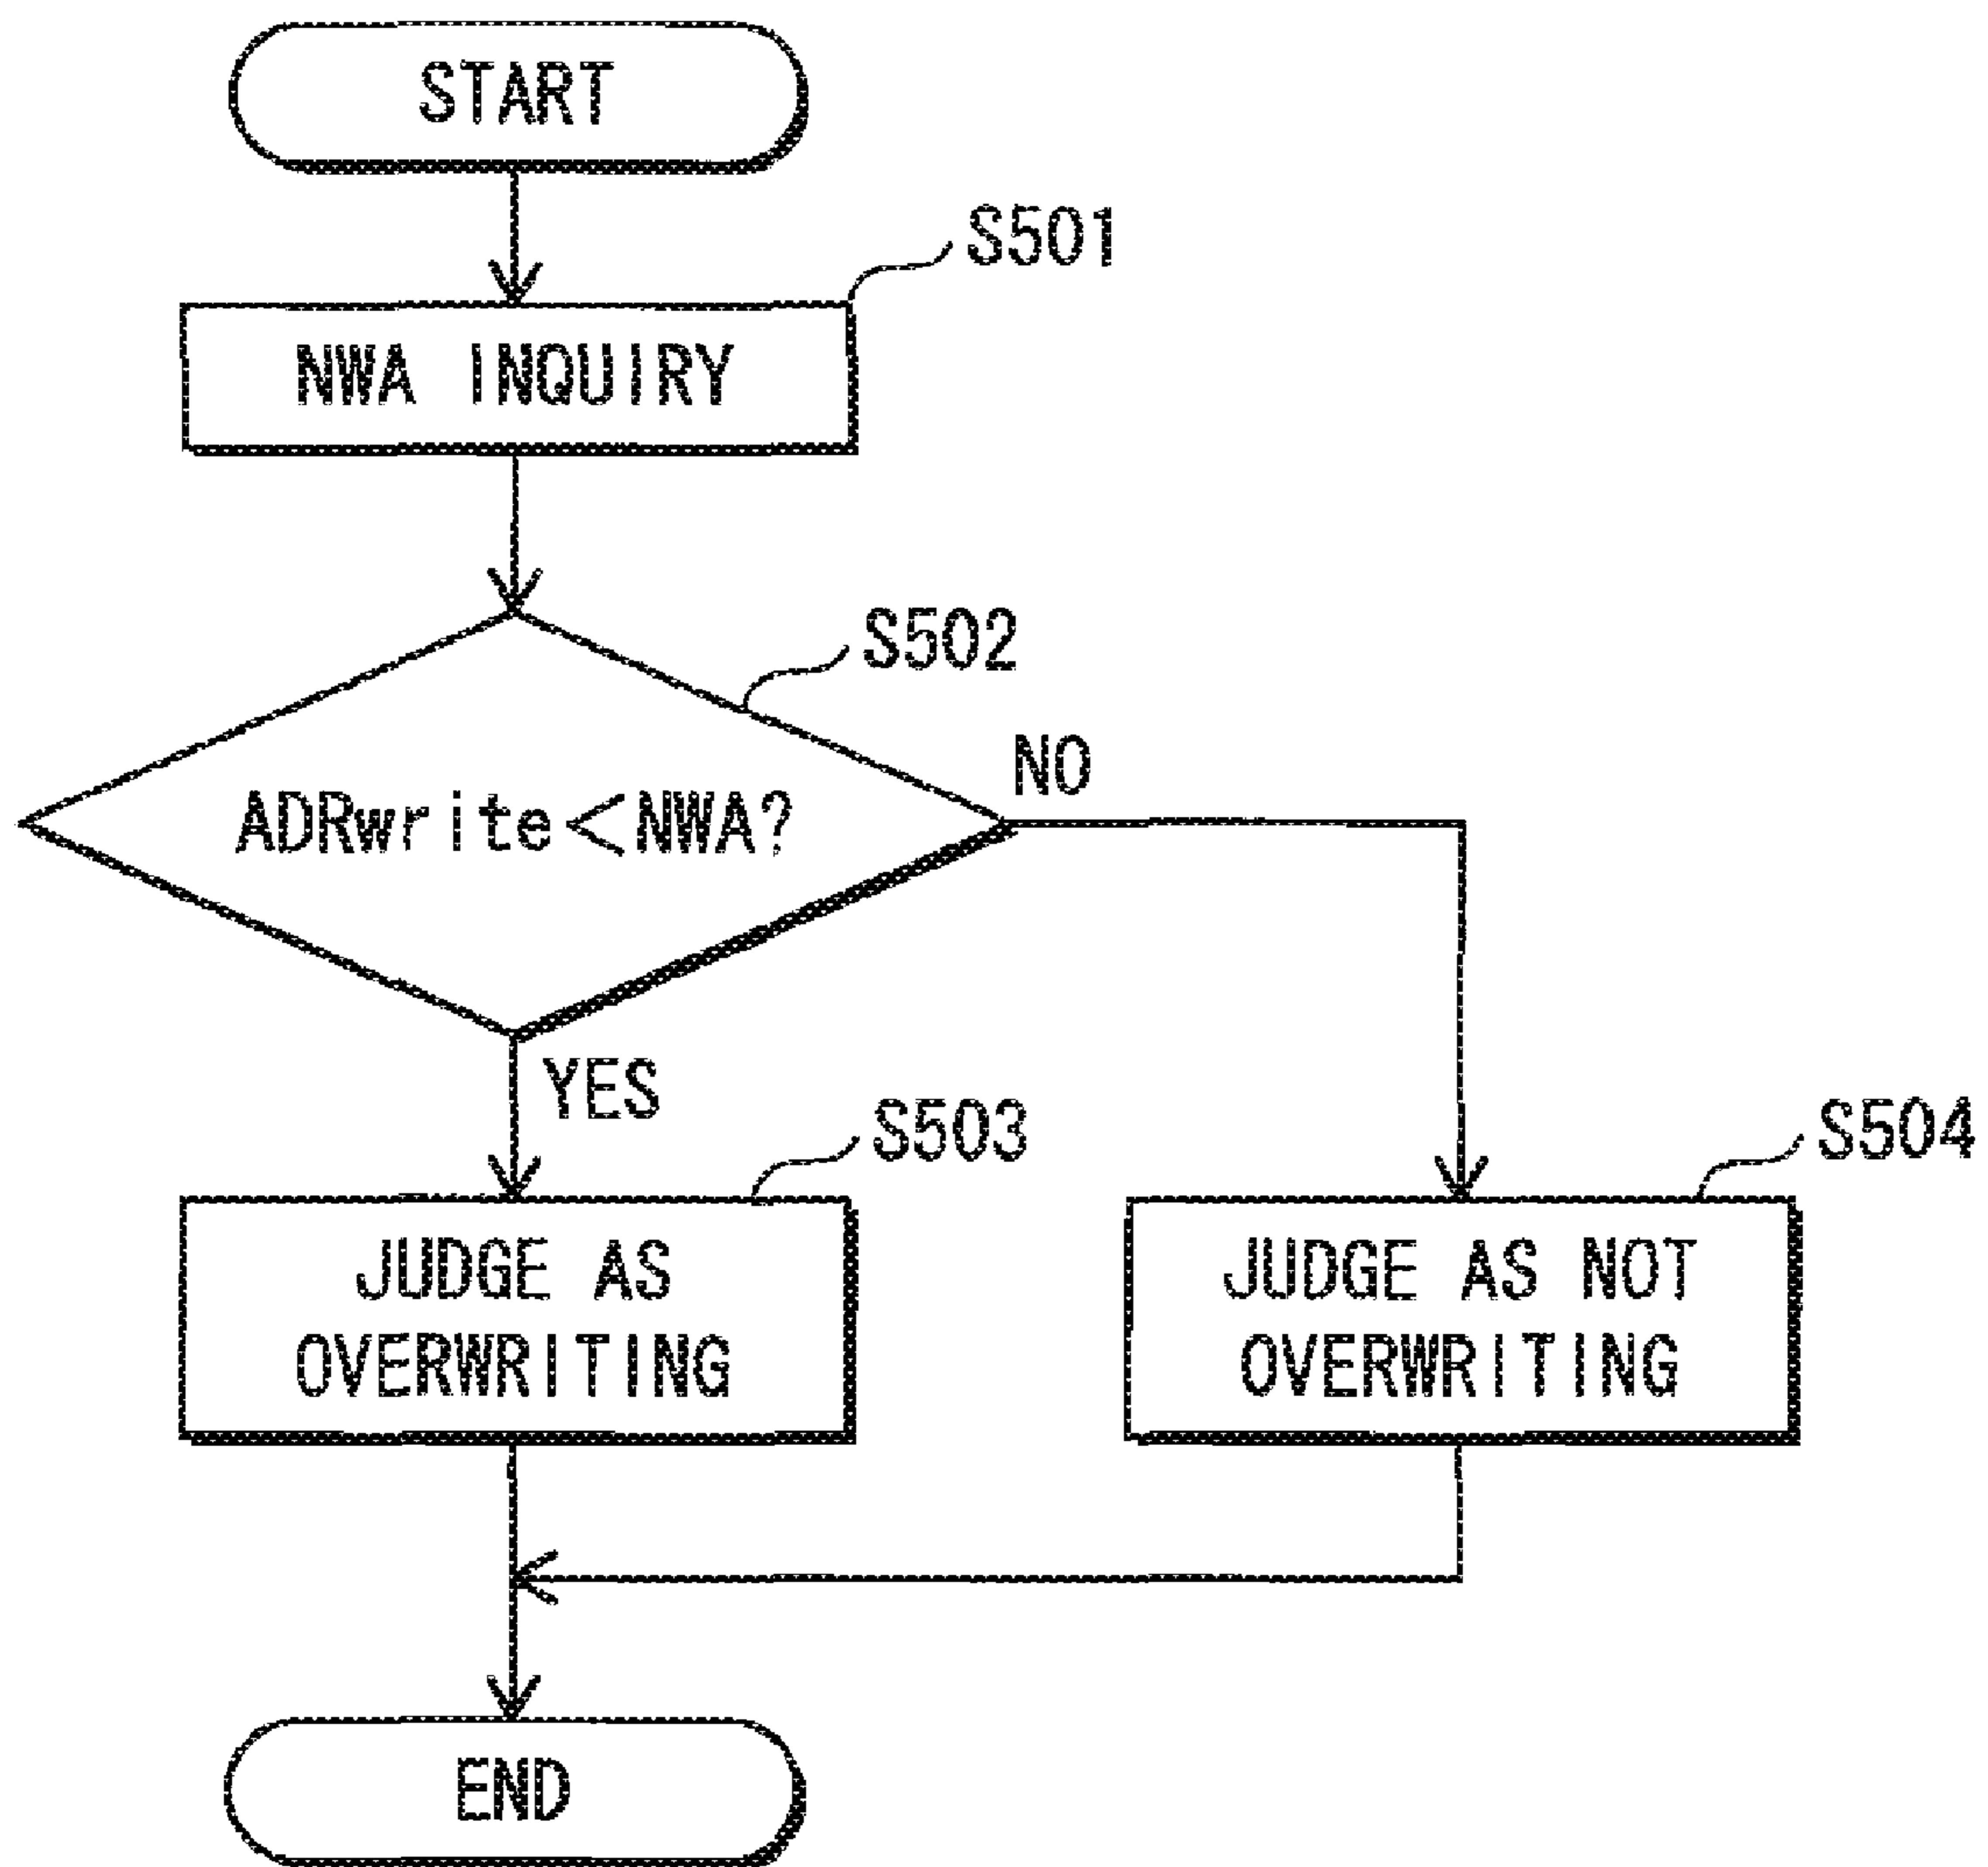 START
S501
NWA INQUIRY
S502
NO
ADRwrite<NWA?
YES
S503
S504
JUDGE AS
OVERWRITING
JUDGE AS NOT
OVERWRITING
END